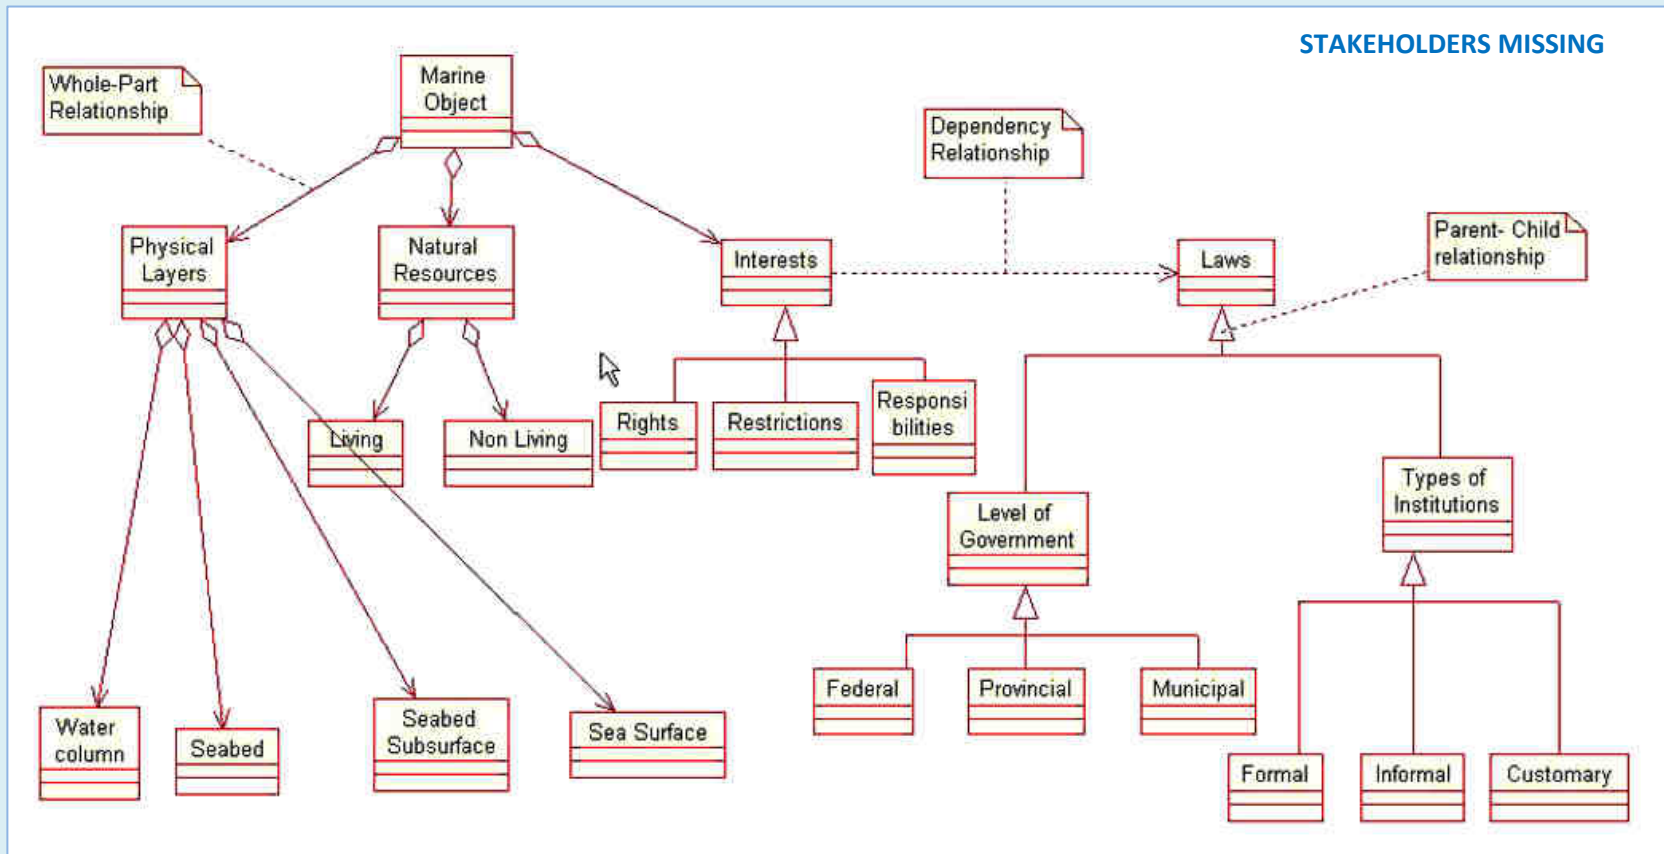 STAKEHOLDERS MISSING
Whole-Part
Relationship
Marine
Object
Dependency
Relationship
Parent- Child
relationship
Physical
Layers
Natural
Resources
Interests
Laws
Living
Non Living
Rights
Restrictions
Responsi
bilities
Level of
Government
Types of
Institutions
Federal
Provincial
Municipal
Water
column
Seabed
Seabed
Subsurface
Sea Surface
Formal
Informal
Customary